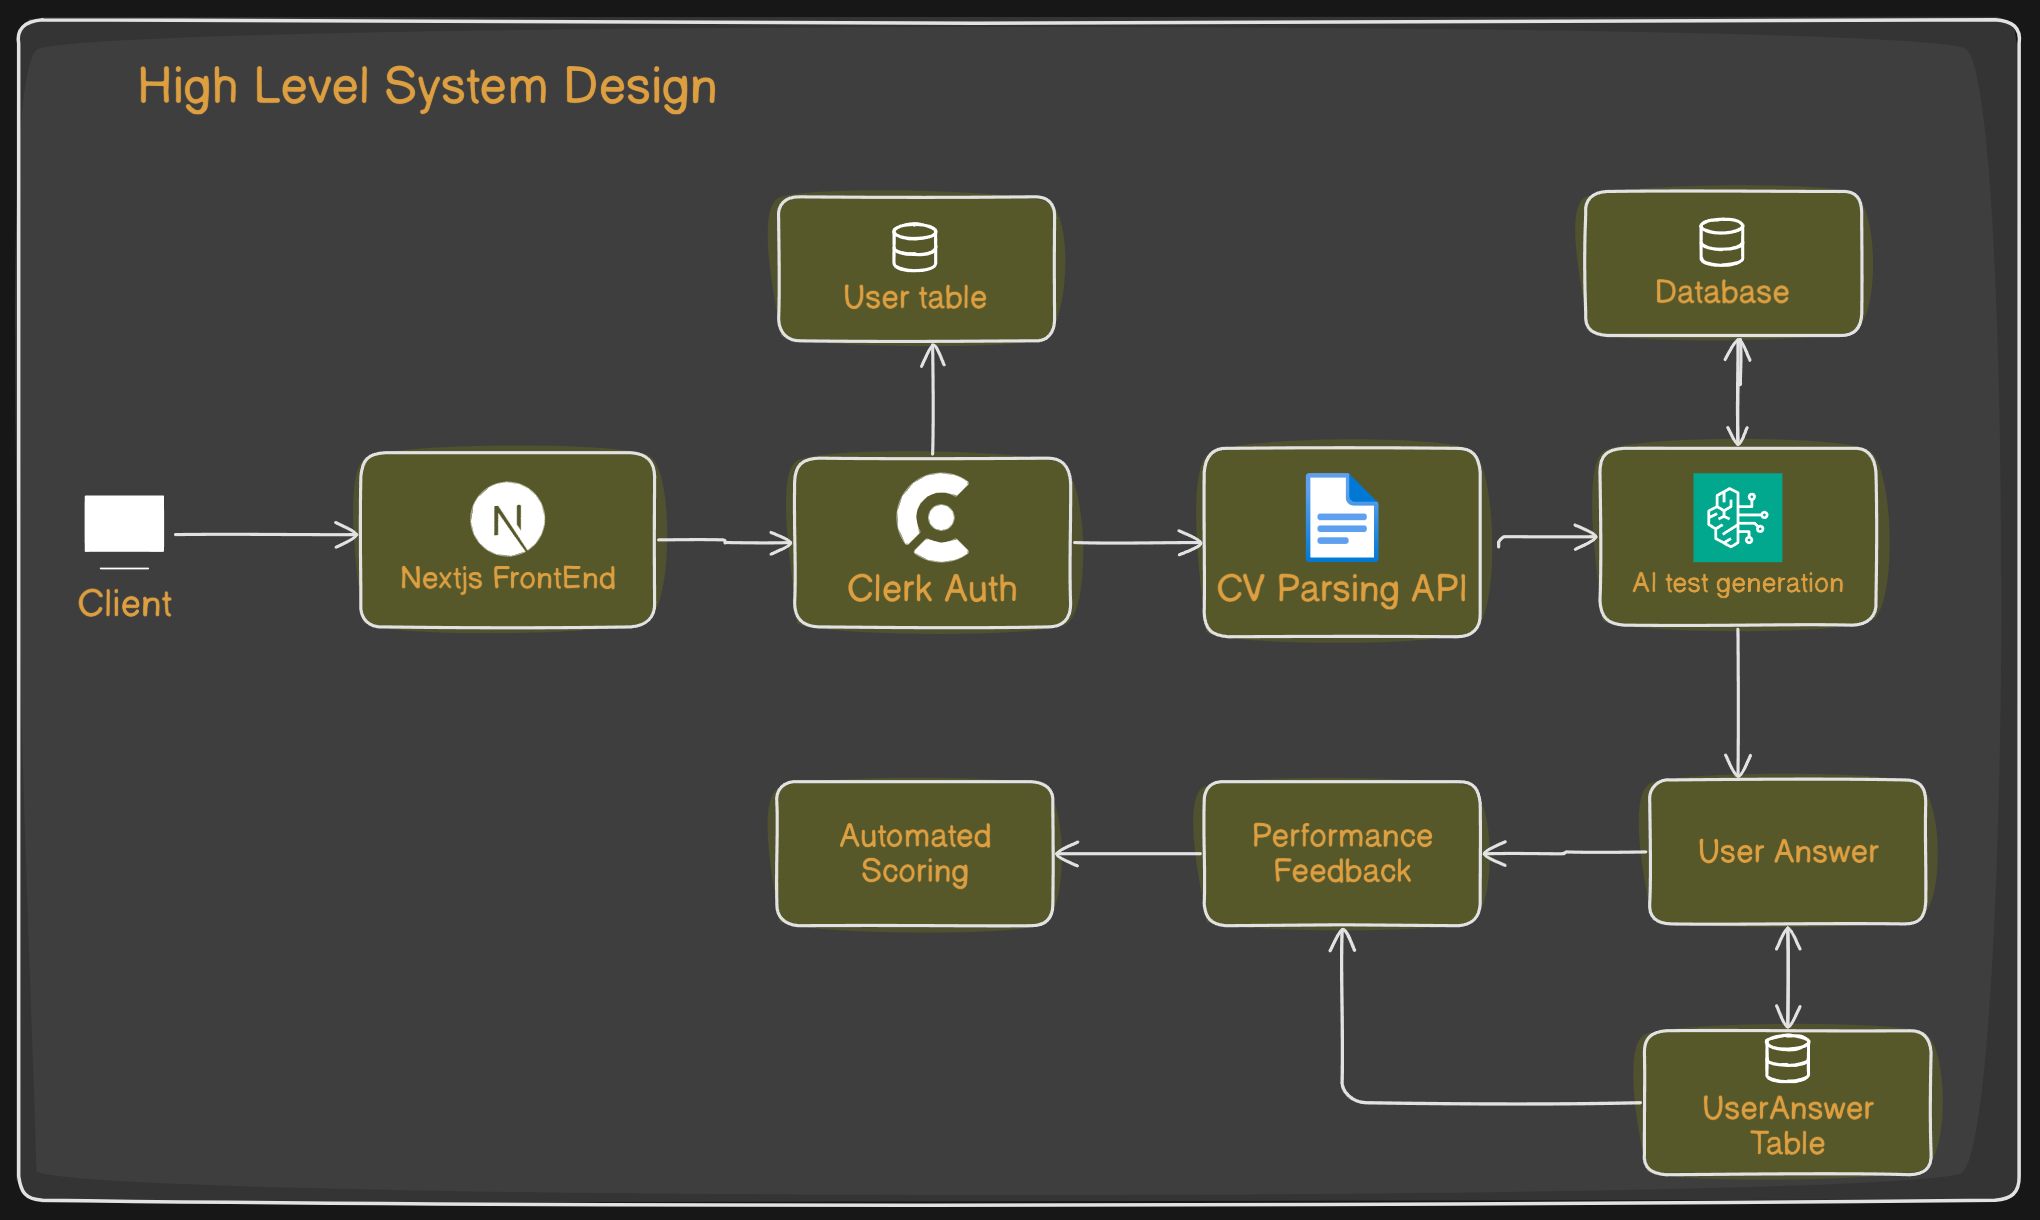 High Level System Design
User table
Database
Client
N
Nextjs FrontEnd
Clerk Auth
CV Parsing API
AI test generation
Automated
Scoring
Performance
Feedback
User Answer
UserAnswer
Table